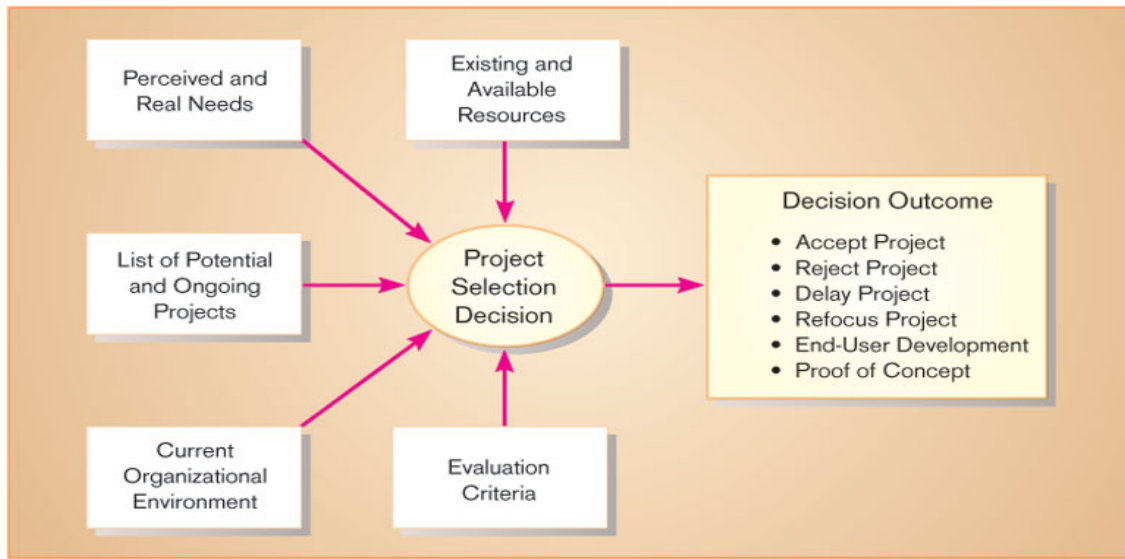 Perceived and
Real Needs
Existing and
Available
Resources
List of Potential
and Ongoing
Projects
Project
Selection
Decision
Current
Organizational
Environment
Evaluation
Criteria
Decision Outcome
• Accept Project
• Reject Project
• Delay Project
• Refocus Project
• End-User Development
• Proof of Concept